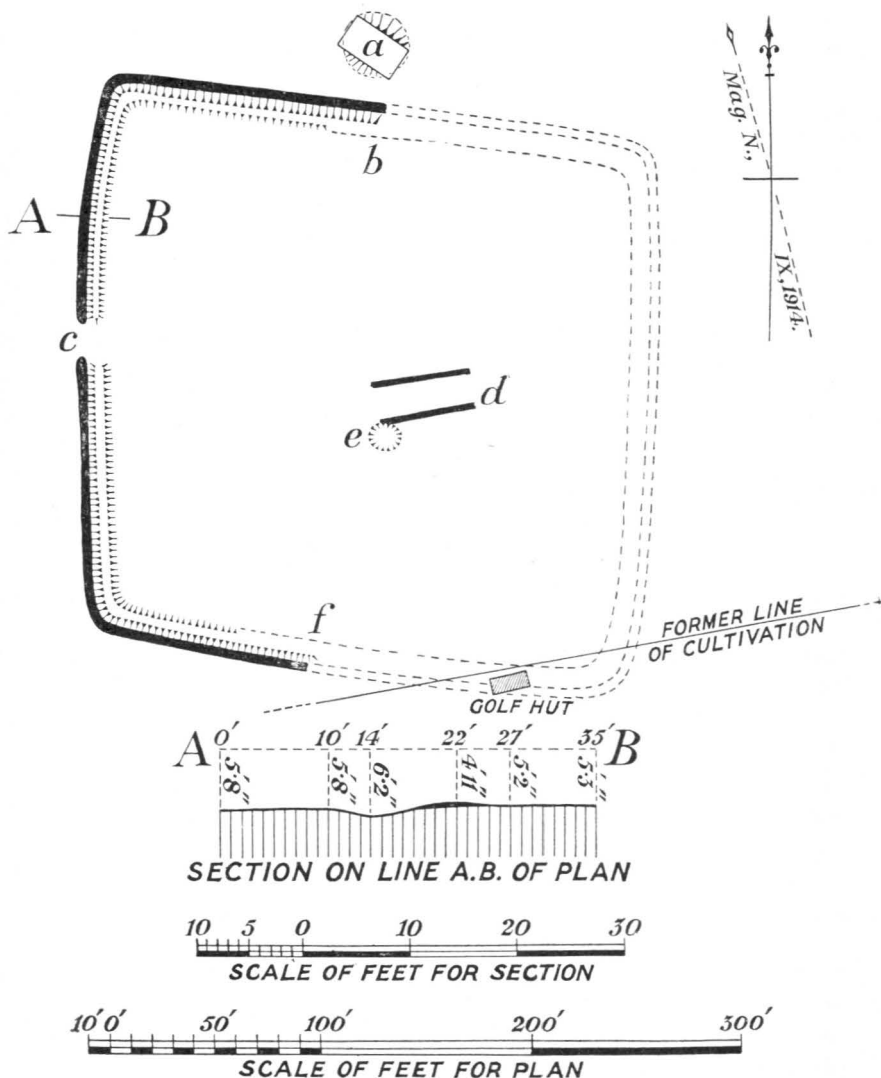 a
b
A B
Mag. N.,
IX, 1914.
c
d
e
f
FORMER LINE
OF CULTIVATION
GOLF HUT
A 0' 10' 14' 22' 27' 35' B
5'·8" 5'·8" 6'·2" 4'·11" 5'·2" 5'·3"
SECTION ON LINE A.B. OF PLAN
10 5 0 10 20 30
SCALE OF FEET FOR SECTION
10' 0' 50' 100' 200' 300'
SCALE OF FEET FOR PLAN